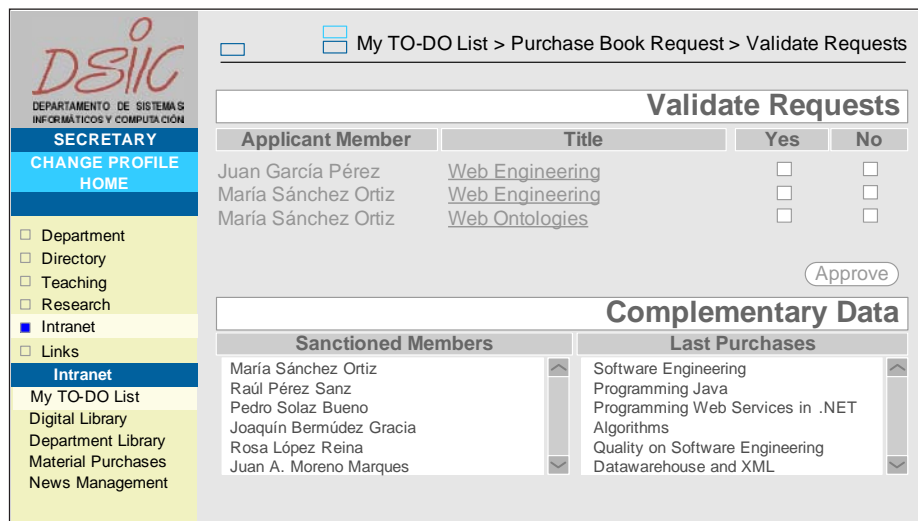 DSIIC
DEPARTAMENTO DE SISTEMAS
INFORMÁTICOS Y COMPUTACIÓN
SECRETARY
CHANGE PROFILE
HOME
Department
Directory
Teaching
Research
Intranet
Links
Intranet
My TO-DO List
Digital Library
Department Library
Material Purchases
News Management
My TO-DO List > Purchase Book Request > Validate Requests
Validate Requests
Applicant Member Title Yes No
Juan García Pérez Web Engineering
María Sánchez Ortiz Web Engineering
María Sánchez Ortiz Web Ontologies
Approve
Complementary Data
Sanctioned Members
María Sánchez Ortiz
Raúl Pérez Sanz
Pedro Solaz Bueno
Joaquín Bermúdez Gracia
Rosa López Reina
Juan A. Moreno Marques
Last Purchases
Software Engineering
Programming Java
Programming Web Services in .NET
Algorithms
Quality on Software Engineering
Datawarehouse and XML